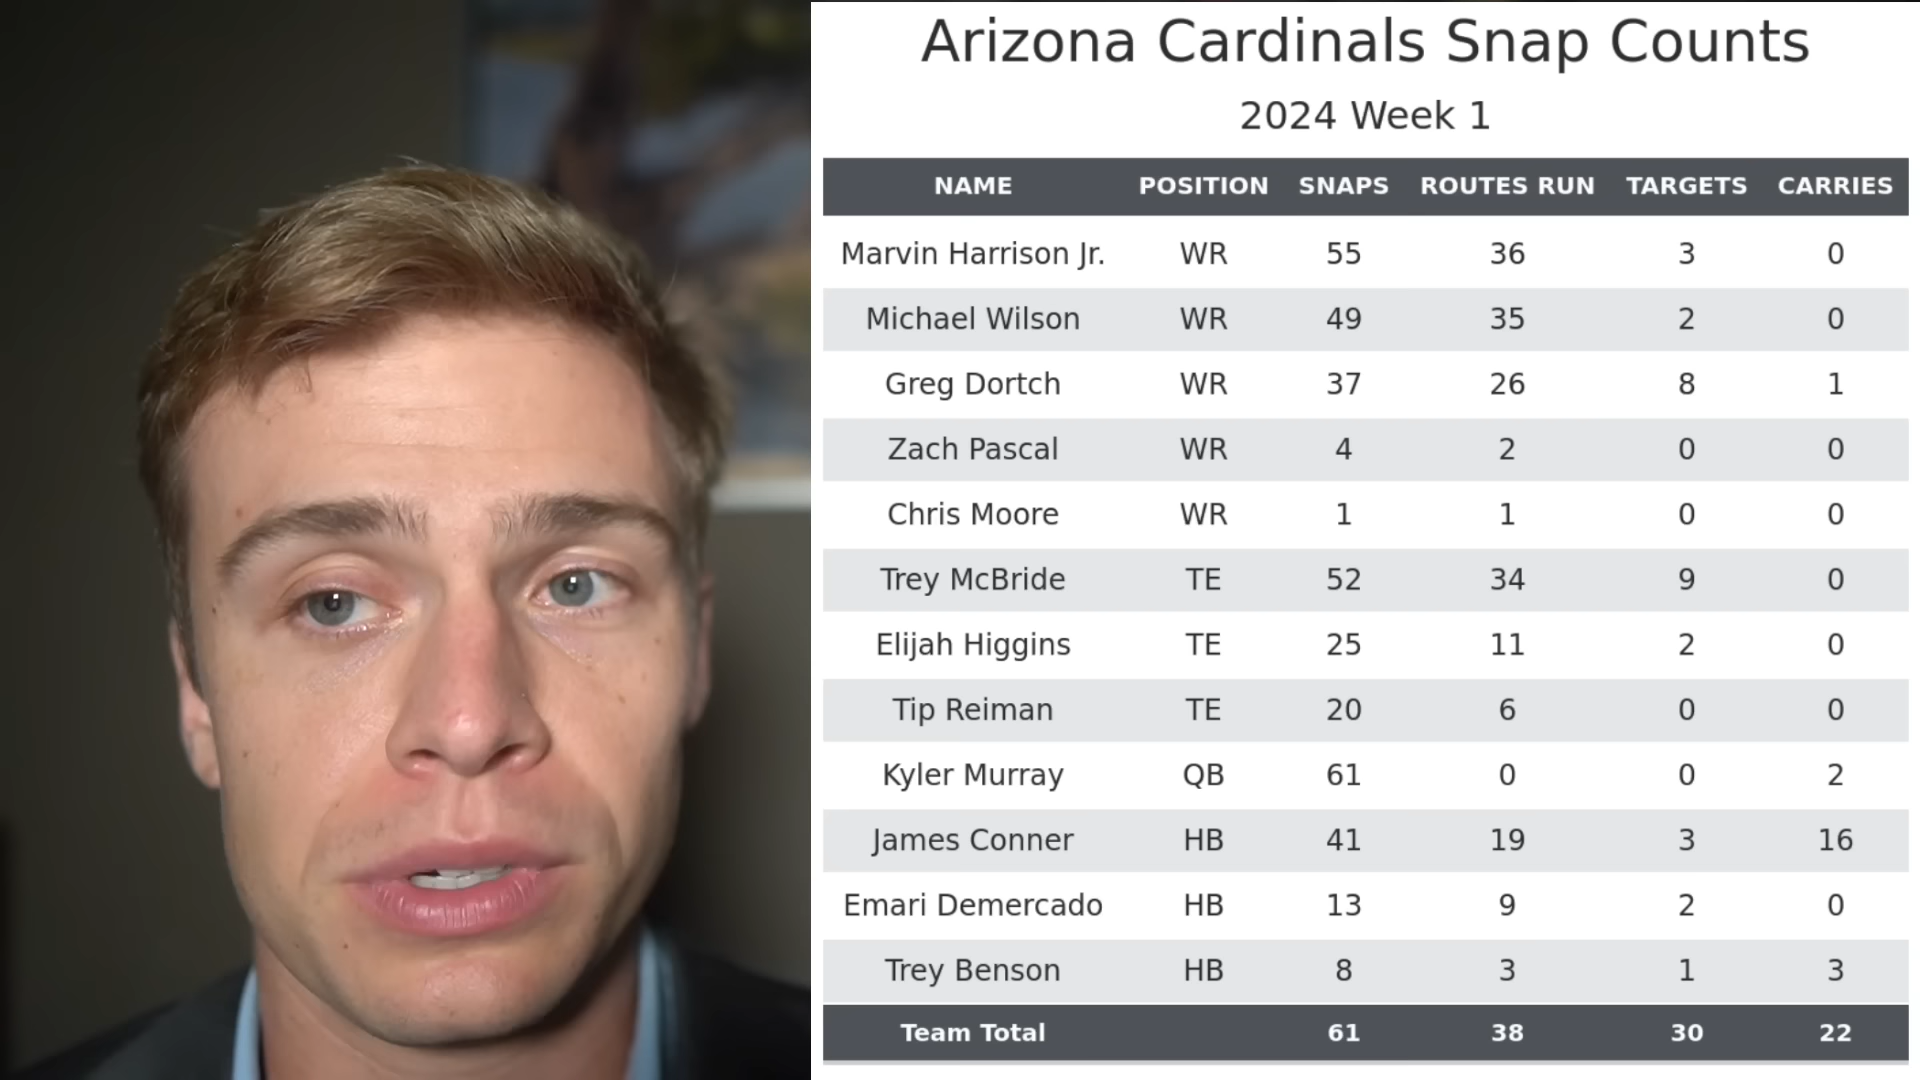 Arizona Cardinals Snap Counts
2024 Week 1
NAME POSITION SNAPS ROUTES RUN TARGETS CARRIES
Marvin Harrison Jr. WR 55 36 3 0
Michael Wilson WR 49 35 2 0
Greg Dortch WR 37 26 8 1
Zach Pascal WR 4 2 0 0
Chris Moore WR 1 1 0 0
Trey McBride TE 52 34 9 0
Elijah Higgins TE 25 11 2 0
Tip Reiman TE 20 6 0 0
Kyler Murray QB 61 0 0 2
James Conner HB 41 19 3 16
Emari Demercado HB 13 9 2 0
Trey Benson HB 8 3 1 3
Team Total 61 38 30 22